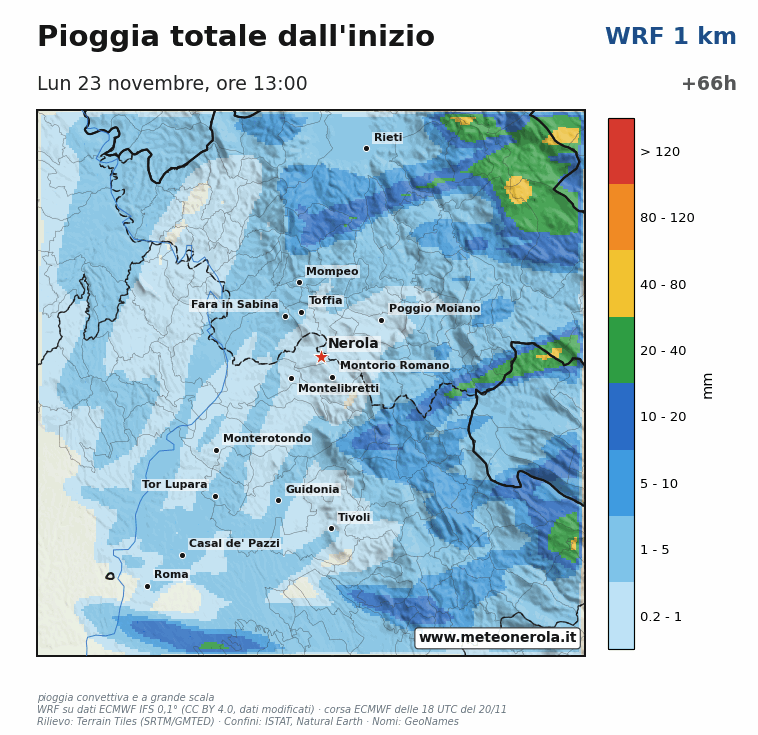 Pioggia totale dall'inizio
WRF 1 km
Lun 23 novembre, ore 13:00
+66h
Rieti
Mompeo
Fara in Sabina
Toffia
Poggio Moiano
Nerola
Montorio Romano
Montelibretti
Monterotondo
Tor Lupara
Guidonia
Tivoli
Casal de' Pazzi
Roma
www.meteonerola.it
> 120
80 - 120
40 - 80
20 - 40
10 - 20
5 - 10
1 - 5
0.2 - 1
mm
pioggia convettiva e a grande scala
WRF su dati ECMWF IFS 0,1° (CC BY 4.0, dati modificati) · corsa ECMWF delle 18 UTC del 20/11
Rilievo: Terrain Tiles (SRTM/GMTED) · Confini: ISTAT, Natural Earth · Nomi: GeoNames